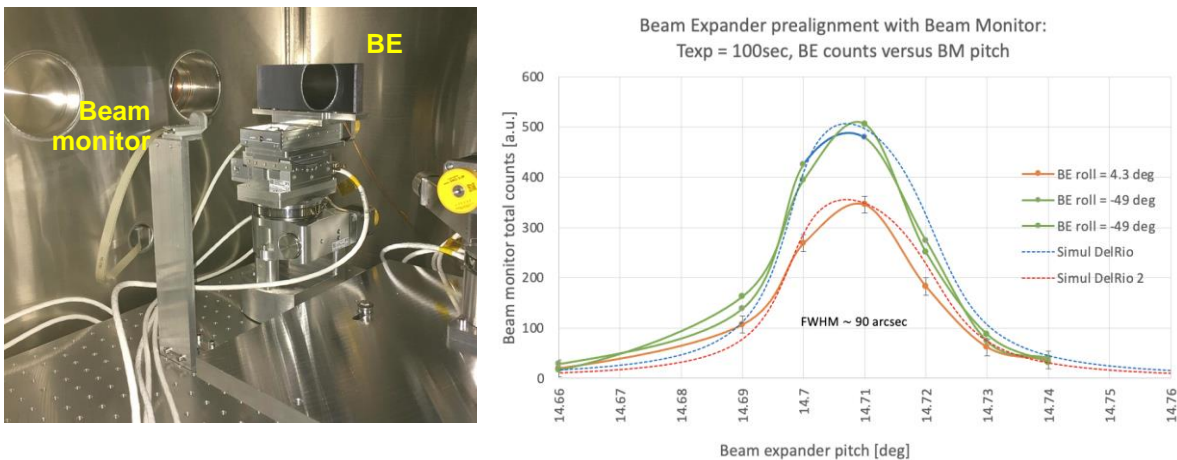 BE
Beam
monitor
Beam Expander prealignment with Beam Monitor:
Texp = 100sec, BE counts versus BM pitch
Beam monitor total counts [a.u.]
600
500
400
300
200
100
0
BE roll = 4.3 deg
BE roll = -49 deg
BE roll = -49 deg
Simul DelRio
Simul DelRio 2
FWHM ~ 90 arcsec
14.66
14.67
14.68
14.69
14.7
14.71
14.72
14.73
14.74
14.75
14.76
Beam expander pitch [deg]